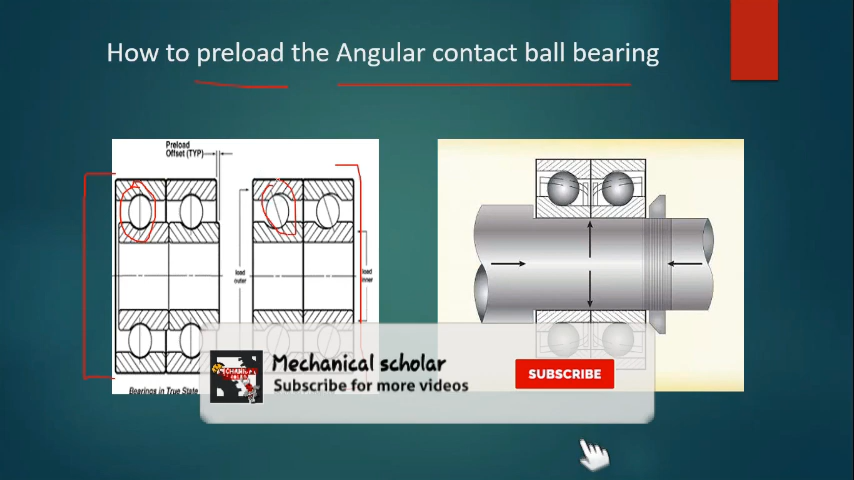 How to preload the Angular contact ball bearing
Preload
Offset (TYP)
load
outer
load
inner
Bearings in True State
Mechanical scholar
Subscribe for more videos
SUBSCRIBE